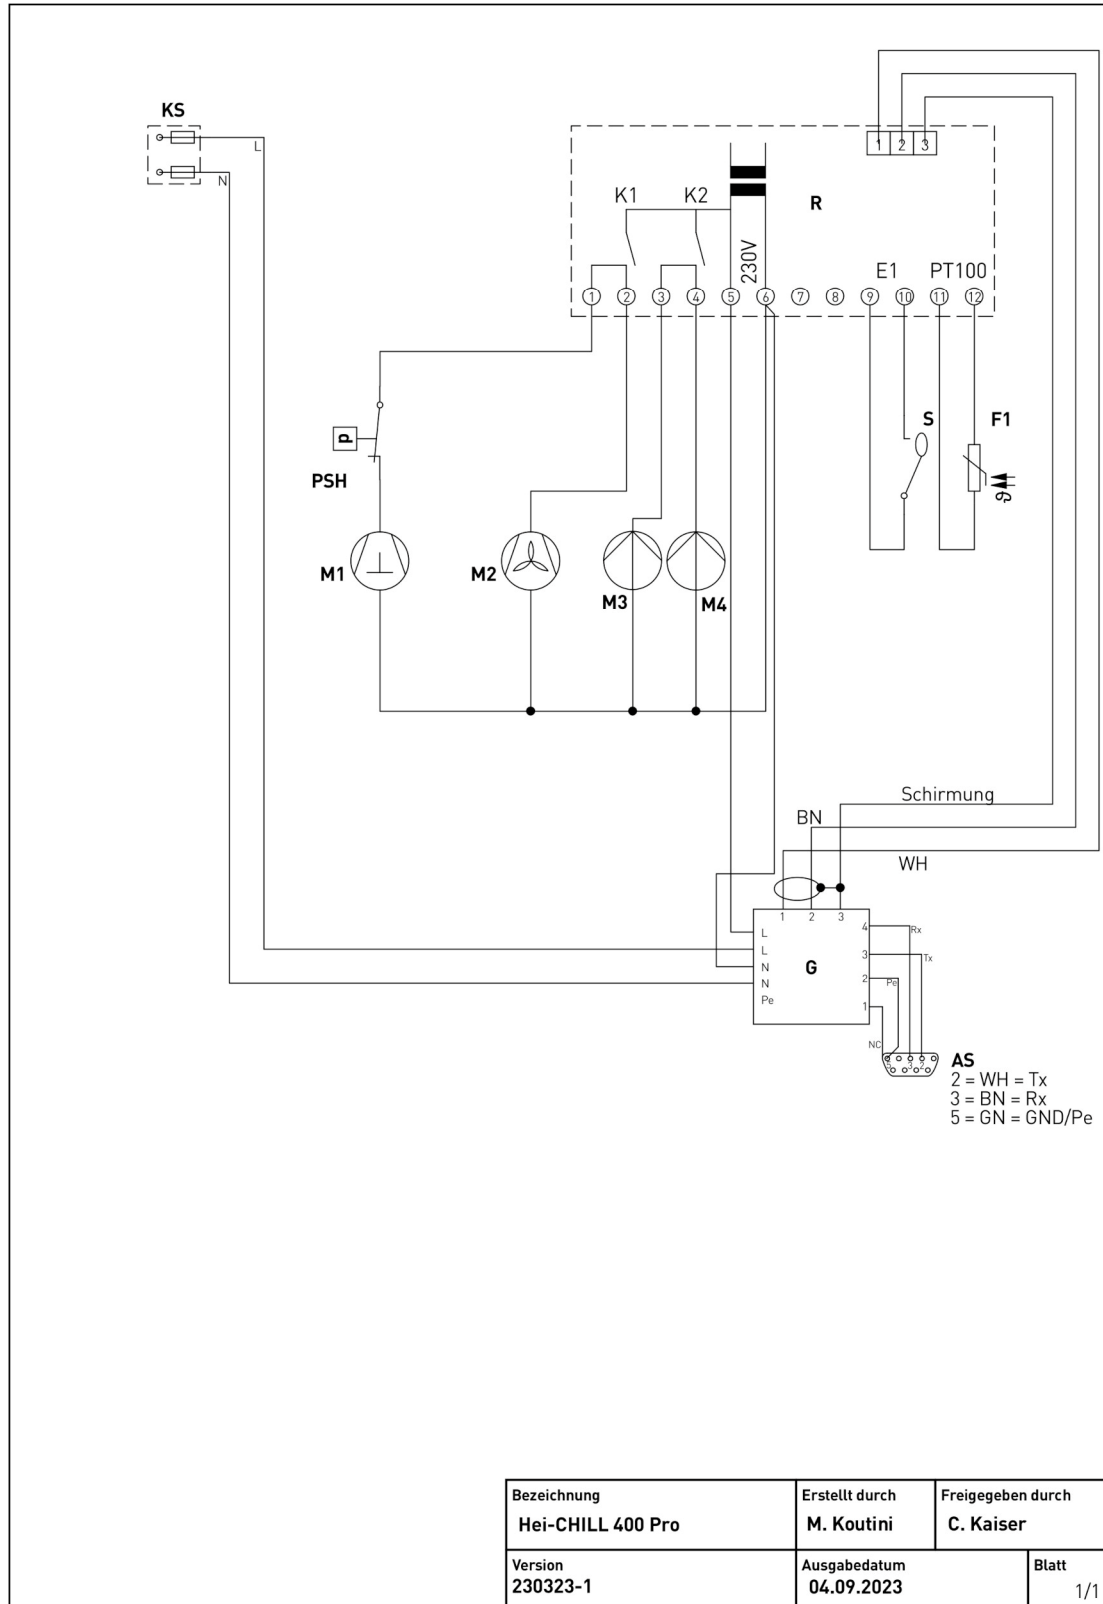 KS
L
N
1 2 3
K1 K2
R
230V
E1 PT100
1 2 3 4 5 6 7 8 9 10 11 12
p
PSH
S
F1
ϑ
M1
M2
M3
M4
Schirmung
BN
WH
1 2 3
L
L
N
N
Pe
G
4
3
2
1
Rx
Tx
Pe
NC
5 3 2
AS
2 = WH = Tx
3 = BN = Rx
5 = GN = GND/Pe
Bezeichnung
Hei-CHILL 400 Pro
Erstellt durch
M. Koutini
Freigegeben durch
C. Kaiser
Version
230323-1
Ausgabedatum
04.09.2023
Blatt
1/1